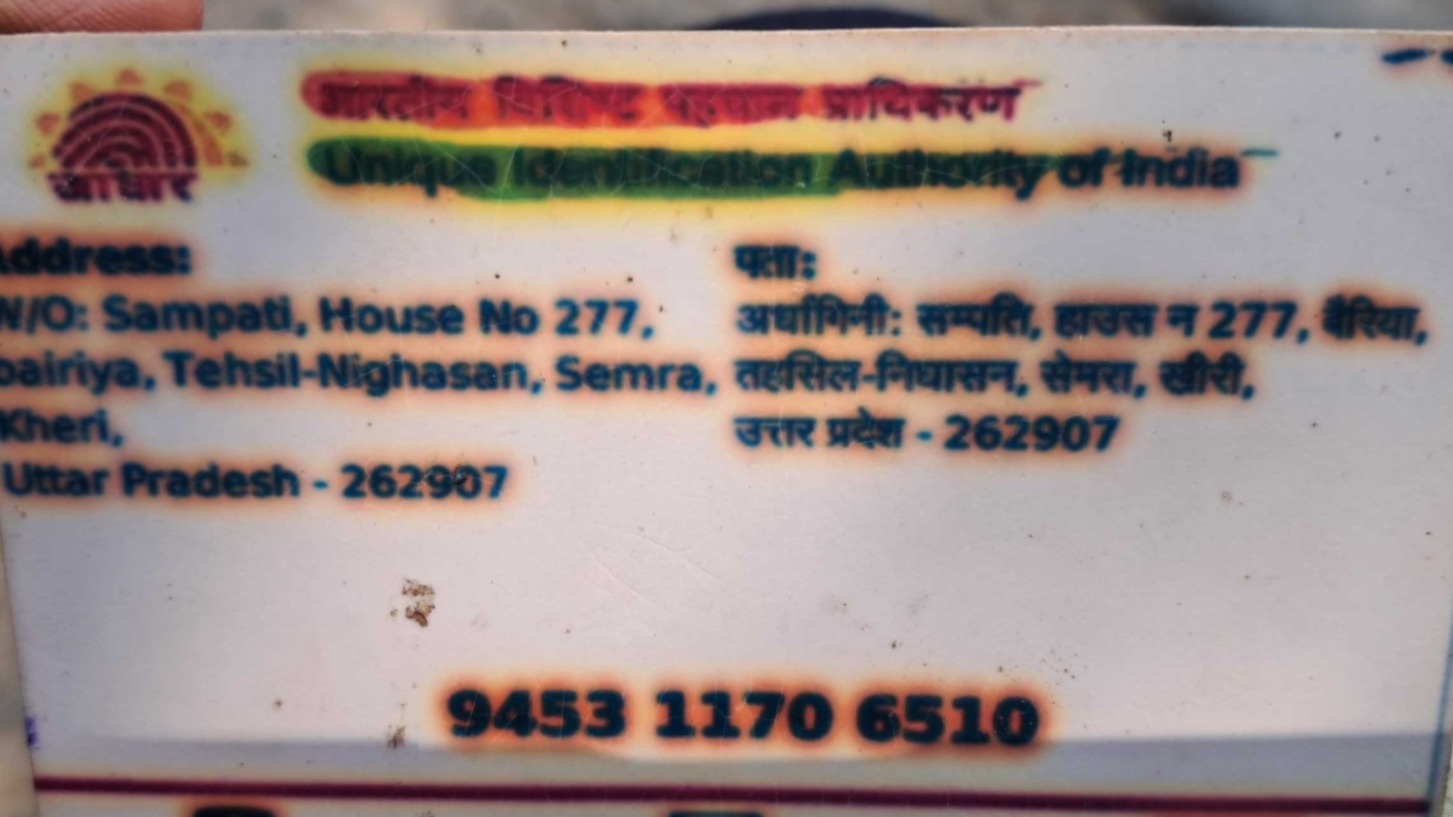 भारतीय विशिष्ट पहचान प्राधिकरण
Unique Identification Authority of India
आधार
Address:
W/O: Sampati, House No 277,
bairiya, Tehsil-Nighasan, Semra,
Kheri,
Uttar Pradesh - 262907
पता:
अर्धांगिनी: सम्पति, हाउस न 277, बैरिया,
तहसिल-निघासन, सेमरा, खीरी,
उत्तर प्रदेश - 262907
9453 1170 6510